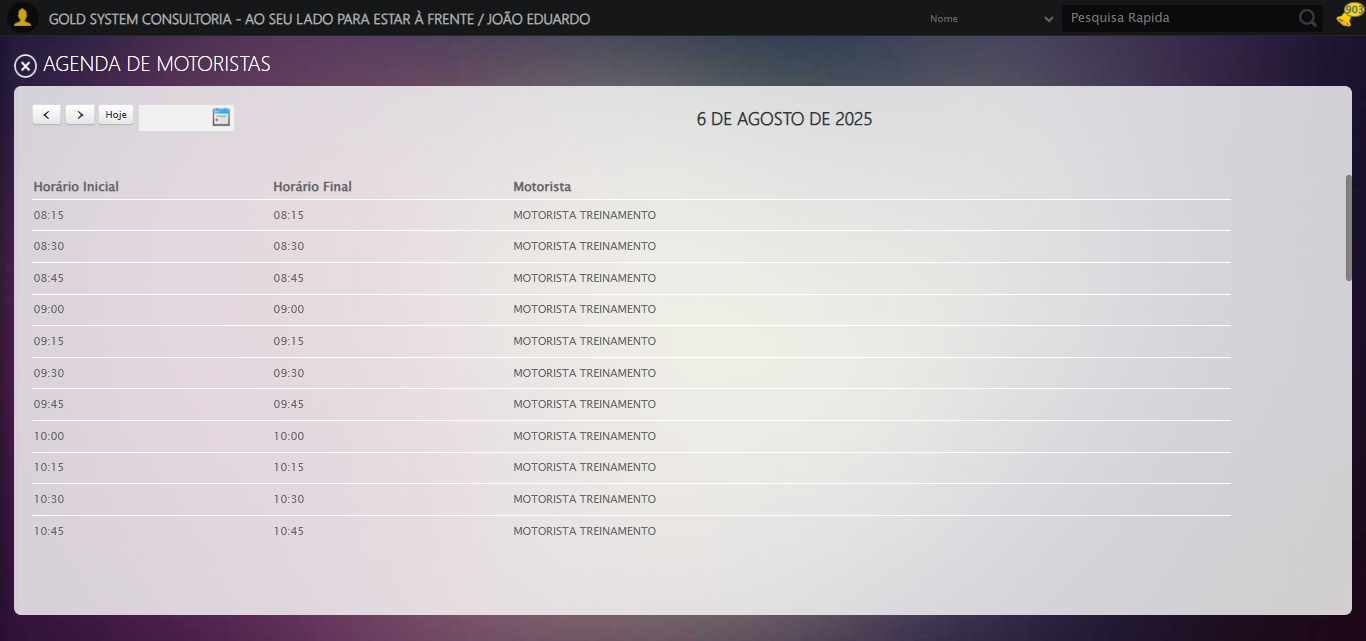 GOLD SYSTEM CONSULTORIA - AO SEU LADO PARA ESTAR À FRENTE / JOÃO EDUARDO Nome Pesquisa Rapida 903
AGENDA DE MOTORISTAS
< > Hoje 6 DE AGOSTO DE 2025
Horário Inicial Horário Final Motorista
08:15 08:15 MOTORISTA TREINAMENTO
08:30 08:30 MOTORISTA TREINAMENTO
08:45 08:45 MOTORISTA TREINAMENTO
09:00 09:00 MOTORISTA TREINAMENTO
09:15 09:15 MOTORISTA TREINAMENTO
09:30 09:30 MOTORISTA TREINAMENTO
09:45 09:45 MOTORISTA TREINAMENTO
10:00 10:00 MOTORISTA TREINAMENTO
10:15 10:15 MOTORISTA TREINAMENTO
10:30 10:30 MOTORISTA TREINAMENTO
10:45 10:45 MOTORISTA TREINAMENTO